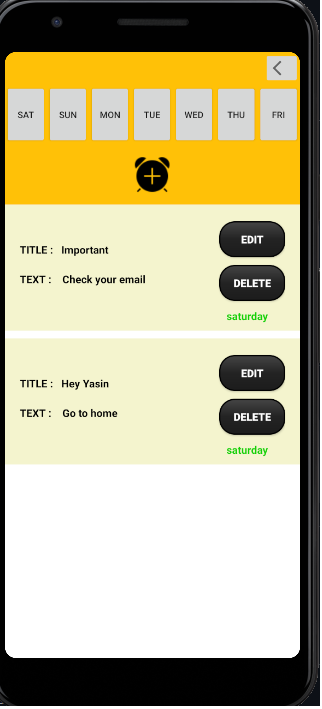 SAT SUN MON TUE WED THU FRI
TITLE : Important
EDIT
TEXT : Check your email
DELETE
saturday
TITLE : Hey Yasin
EDIT
TEXT : Go to home
DELETE
saturday